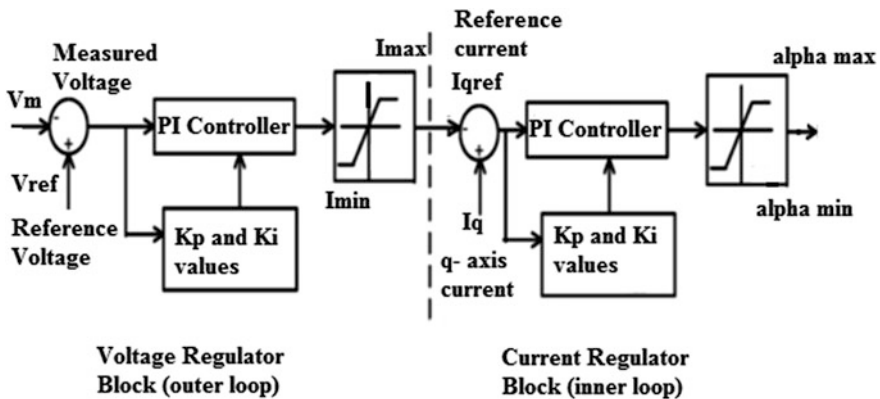 Measured
Voltage
Vm
-
+
Vref
Reference
Voltage
PI Controller
Kp and Ki
values
Imax
Imin
Reference
current
Iqref
-
+
Iq
q- axis
current
PI Controller
Kp and Ki
values
alpha max
alpha min
Voltage Regulator
Block (outer loop)
Current Regulator
Block (inner loop)